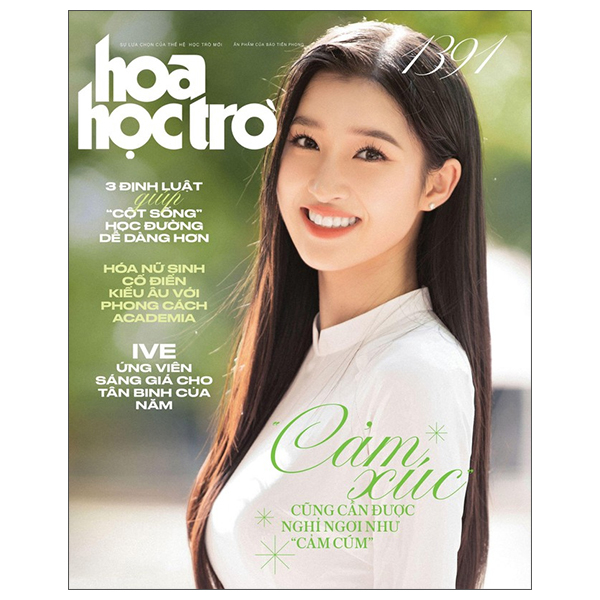 SỰ LỰA CHỌN CỦA THẾ HỆ HỌC TRÒ MỚI
ẤN PHẨM CỦA BÁO TIỀN PHONG
1391
hoa
học trò
3 ĐỊNH LUẬT
giúp
“CỘT SỐNG”
HỌC ĐƯỜNG
DỄ DÀNG HƠN
HÓA NỮ SINH
CỔ ĐIỂN
KIỂU ÂU VỚI
PHONG CÁCH
ACADEMIA
IVE
ỨNG VIÊN
SÁNG GIÁ CHO
TÂN BINH CỦA
NĂM
“Cảm
xúc”
CŨNG CẦN ĐƯỢC
NGHỈ NGƠI NHƯ
“CẢM CÚM”